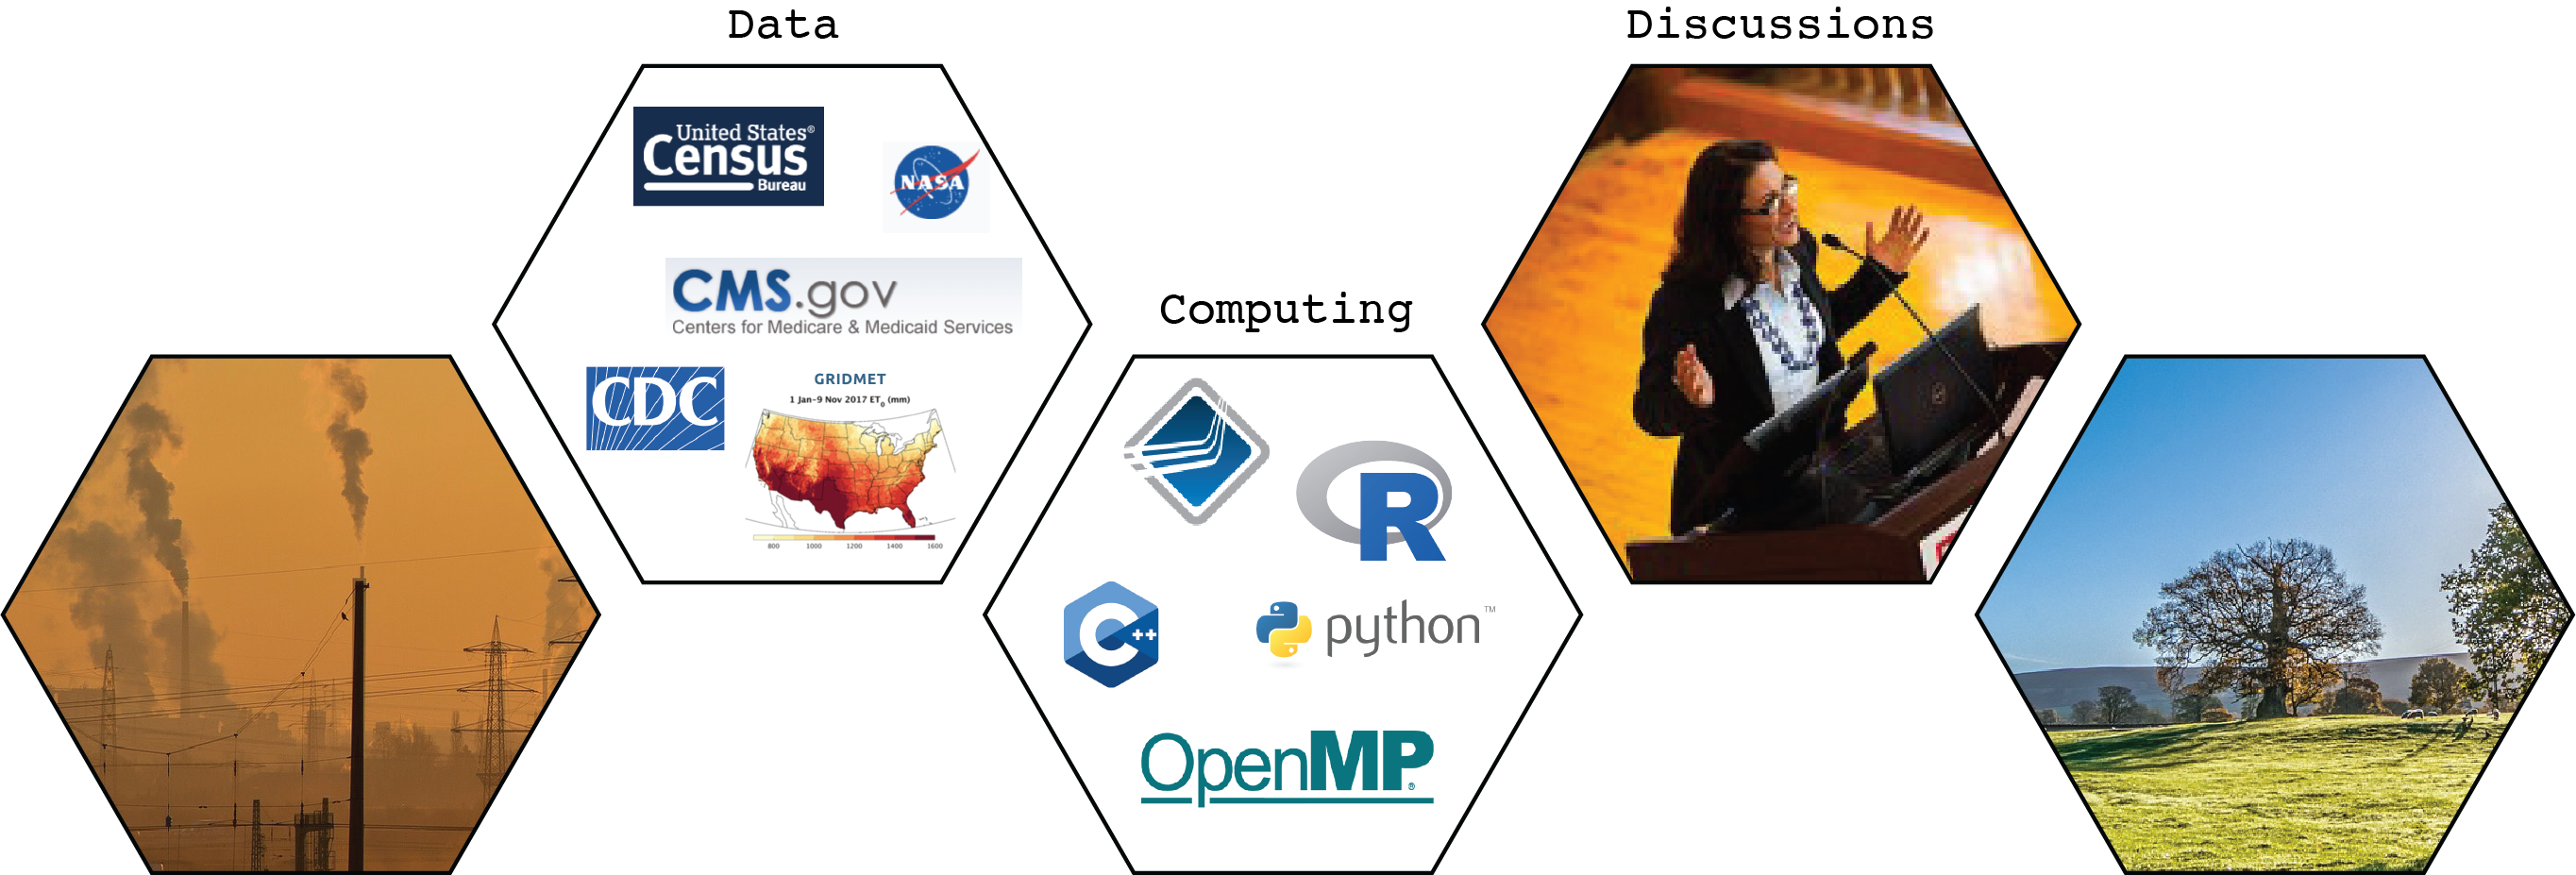 Data
United States®
Census
Bureau
NASA
CMS.gov
Centers for Medicare & Medicaid Services
CDC
GRIDMET
1 Jan-9 Nov 2017 ET0 (mm)
800 1000 1200 1400 1600
Computing
R
C++
python™
OpenMP®
Discussions